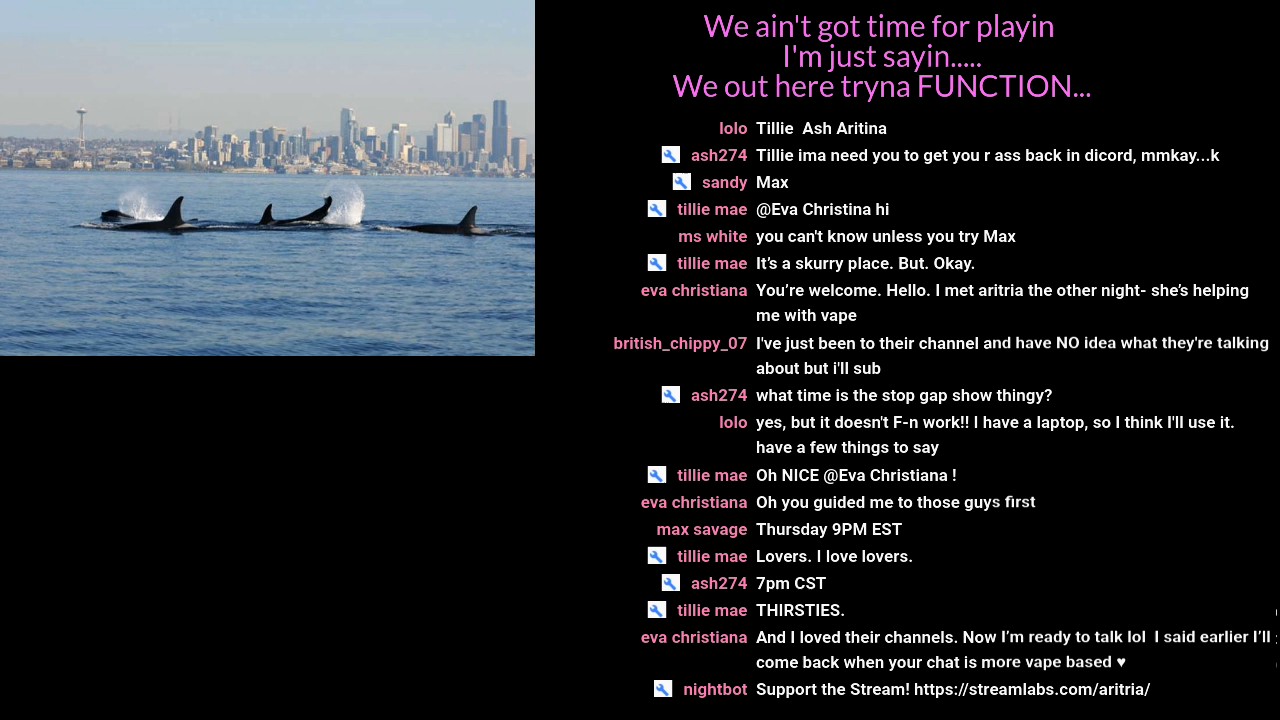 We ain't got time for playin
I'm just sayin.....
We out here tryna FUNCTION...
lolo Tillie  Ash Aritina
ash274 Tillie ima need you to get you r ass back in dicord, mmkay...k
sandy Max
tillie mae @Eva Christina hi
ms white you can't know unless you try Max
tillie mae It’s a skurry place. But. Okay.
eva christiana You’re welcome. Hello. I met aritria the other night- she’s helping
me with vape
british_chippy_07 I've just been to their channel and have NO idea what they're talking
about but i'll sub
ash274 what time is the stop gap show thingy?
lolo yes, but it doesn't F-n work!! I have a laptop, so I think I'll use it.
have a few things to say
tillie mae Oh NICE @Eva Christiana !
eva christiana Oh you guided me to those guys first
max savage Thursday 9PM EST
tillie mae Lovers. I love lovers.
ash274 7pm CST
tillie mae THIRSTIES.
eva christiana And I loved their channels. Now I’m ready to talk lol  I said earlier I’ll
come back when your chat is more vape based ♥
nightbot Support the Stream! https://streamlabs.com/aritria/